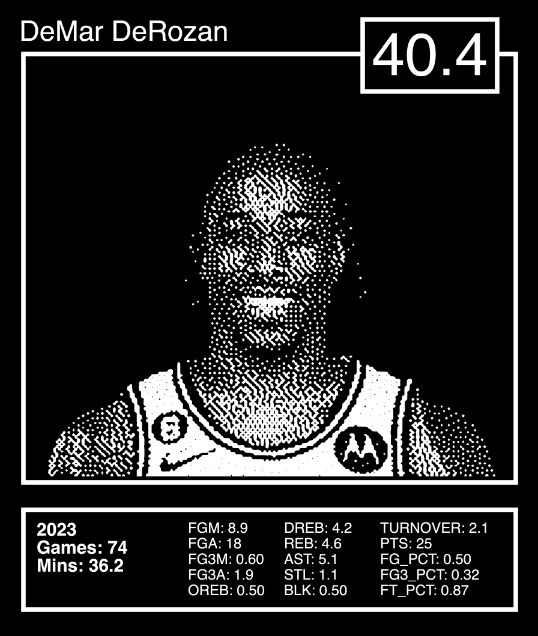 DeMar DeRozan
40.4
2023
Games: 74
Mins: 36.2
FGM: 8.9
FGA: 18
FG3M: 0.60
FG3A: 1.9
OREB: 0.50
DREB: 4.2
REB: 4.6
AST: 5.1
STL: 1.1
BLK: 0.50
TURNOVER: 2.1
PTS: 25
FG_PCT: 0.50
FG3_PCT: 0.32
FT_PCT: 0.87